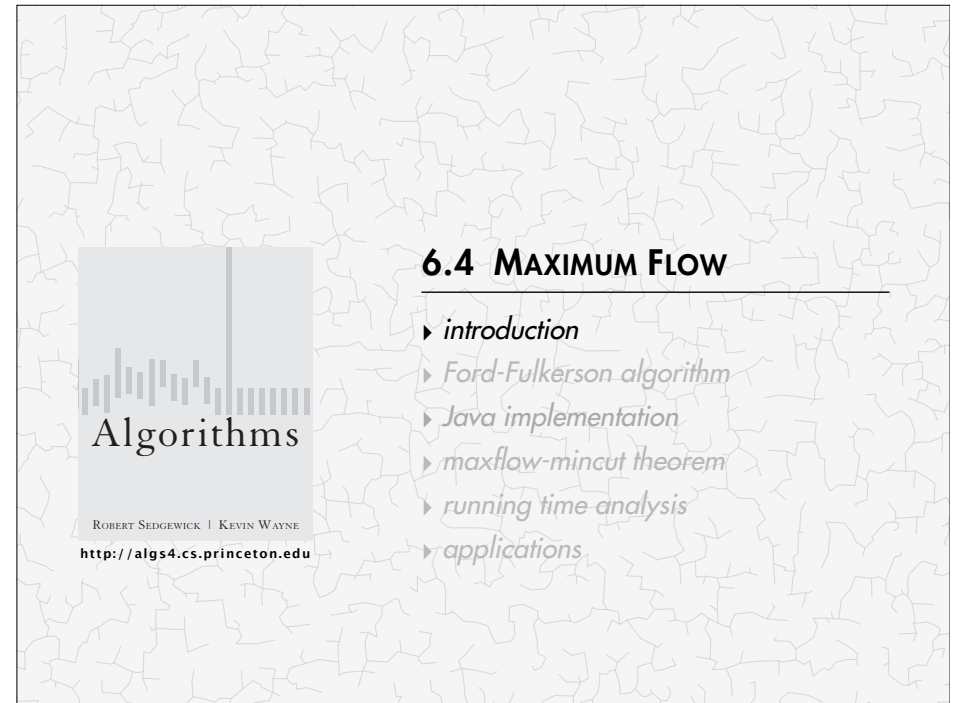 Algorithms
ROBERT SEDGEWICK | KEVIN WAYNE
http://algs4.cs.princeton.edu
6.4 MAXIMUM FLOW
‣ introduction
‣ Ford-Fulkerson algorithm
‣ Java implementation
‣ maxflow-mincut theorem
‣ running time analysis
‣ applications